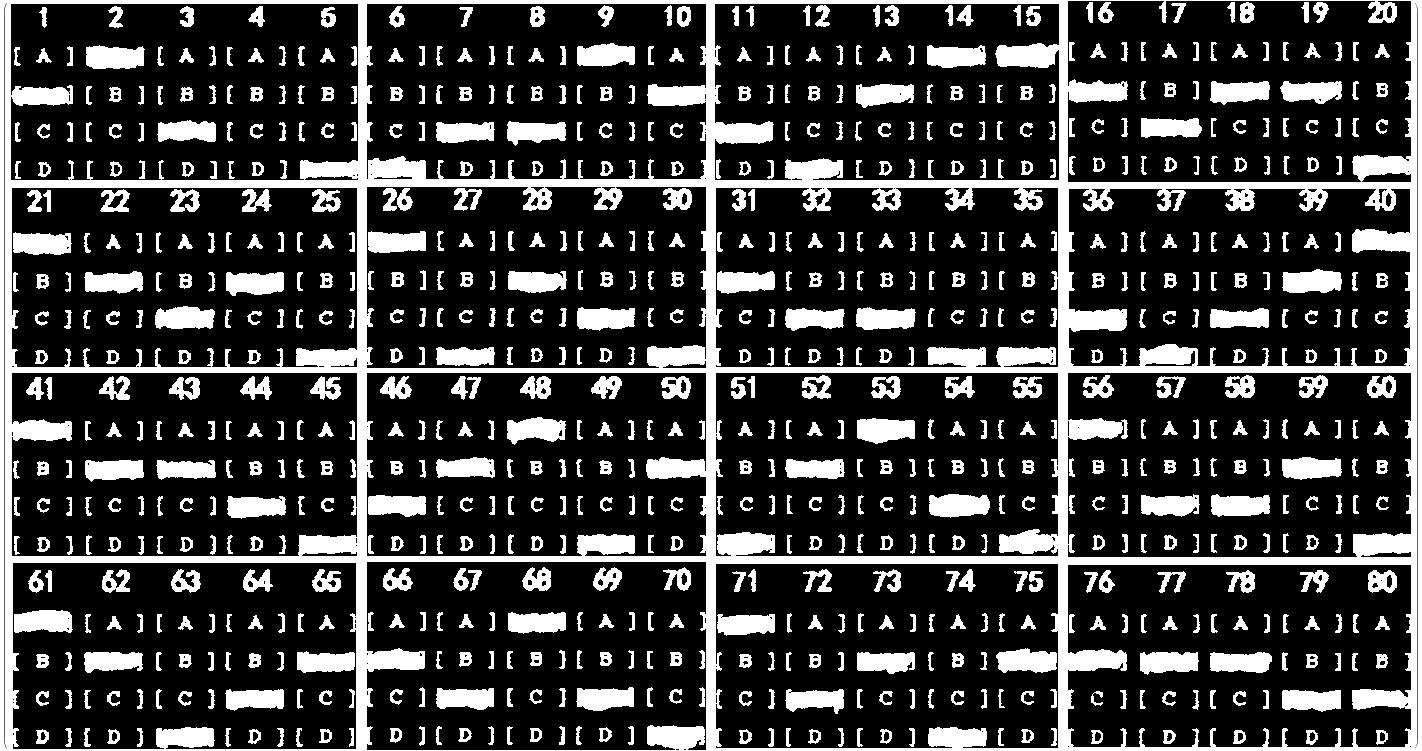 1 2 3 4 5 6 7 8 9 10 11 12 13 14 15 16 17 18 19 20
[ A ] [ A ] [ A ] [ A ] [ A ] [ A ] [ A ] [ A ] [ A ] [ A ] [ A ] [ A ] [ A ] [ A ] [ A ] [ A ]
[ B ] [ B ] [ B ] [ B ] [ B ] [ B ] [ B ] [ B ] [ B ] [ B ] [ B ] [ B ] [ B ] [ B ]
[ C ] [ C ] [ C ] [ C ] [ C ] [ C ] [ C ] [ C ] [ C ] [ C ] [ C ] [ C ] [ C ] [ C ] [ C ]
[ D ] [ D ] [ D ] [ D ] [ D ] [ D ] [ D ] [ D ] [ D ] [ D ] [ D ] [ D ] [ D ] [ D ] [ D ] [ D ]
21 22 23 24 25 26 27 28 29 30 31 32 33 34 35 36 37 38 39 40
[ A ] [ A ] [ A ] [ A ] [ A ] [ A ] [ A ] [ A ] [ A ] [ A ] [ A ] [ A ] [ A ] [ A ] [ A ] [ A ] [ A ]
[ B ] [ B ] [ B ] [ B ] [ B ] [ B ] [ B ] [ B ] [ B ] [ B ] [ B ] [ B ] [ B ] [ B ] [ B ]
[ C ] [ C ] [ C ] [ C ] [ C ] [ C ] [ C ] [ C ] [ C ] [ C ] [ C ] [ C ] [ C ] [ C ]
[ D ] [ D ] [ D ] [ D ] [ D ] [ D ] [ D ] [ D ] [ D ] [ D ] [ D ] [ D ] [ D ] [ D ]
41 42 43 44 45 46 47 48 49 50 51 52 53 54 55 56 57 58 59 60
[ A ] [ A ] [ A ] [ A ] [ A ] [ A ] [ A ] [ A ] [ A ] [ A ] [ A ] [ A ] [ A ] [ A ] [ A ] [ A ]
[ B ] [ B ] [ B ] [ B ] [ B ] [ B ] [ B ] [ B ] [ B ] [ B ] [ B ] [ B ] [ B ] [ B ]
[ C ] [ C ] [ C ] [ C ] [ C ] [ C ] [ C ] [ C ] [ C ] [ C ] [ C ] [ C ] [ C ] [ C ] [ C ]
[ D ] [ D ] [ D ] [ D ] [ D ] [ D ] [ D ] [ D ] [ D ] [ D ] [ D ] [ D ] [ D ] [ D ] [ D ]
61 62 63 64 65 66 67 68 69 70 71 72 73 74 75 76 77 78 79 80
[ A ] [ A ] [ A ] [ A ] [ A ] [ A ] [ A ] [ A ] [ A ] [ A ] [ A ] [ A ] [ A ] [ A ] [ A ] [ A ] [ A ]
[ B ] [ B ] [ B ] [ B ] [ B ] [ B ] [ B ] [ B ] [ B ] [ B ] [ B ] [ B ]
[ C ] [ C ] [ C ] [ C ] [ C ] [ C ] [ C ] [ C ] [ C ] [ C ] [ C ] [ C ] [ C ] [ C ]
[ D ] [ D ] [ D ] [ D ] [ D ] [ D ] [ D ] [ D ] [ D ] [ D ] [ D ] [ D ] [ D ] [ D ] [ D ] [ D ] [ D ]